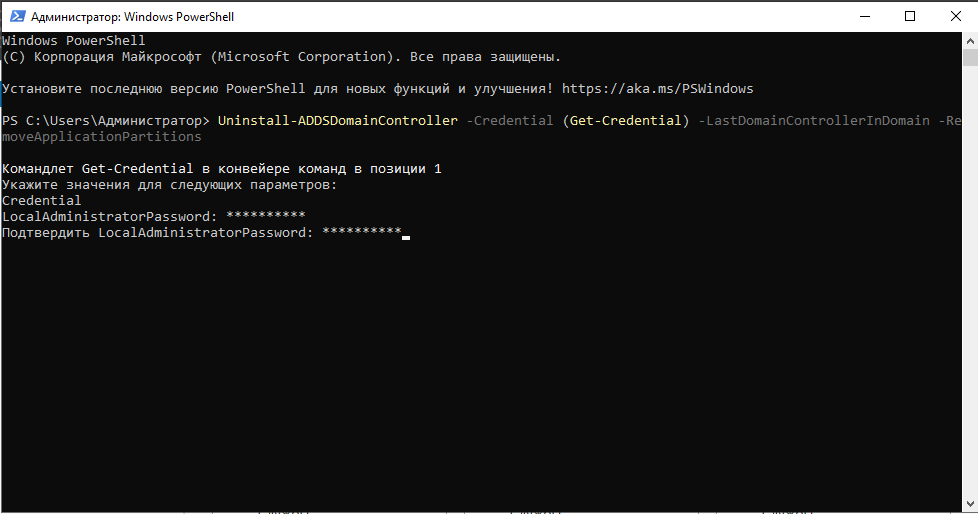 Администратор: Windows PowerShell
Windows PowerShell
(C) Корпорация Майкрософт (Microsoft Corporation). Все права защищены.
Установите последнюю версию PowerShell для новых функций и улучшения! https://aka.ms/PSWindows
PS C:\Users\Администратор> Uninstall-ADDSDomainController -Credential (Get-Credential) -LastDomainControllerInDomain -Re
moveApplicationPartitions
Командлет Get-Credential в конвейере команд в позиции 1
Укажите значения для следующих параметров:
Credential
LocalAdministratorPassword: **********
Подтвердить LocalAdministratorPassword: **********